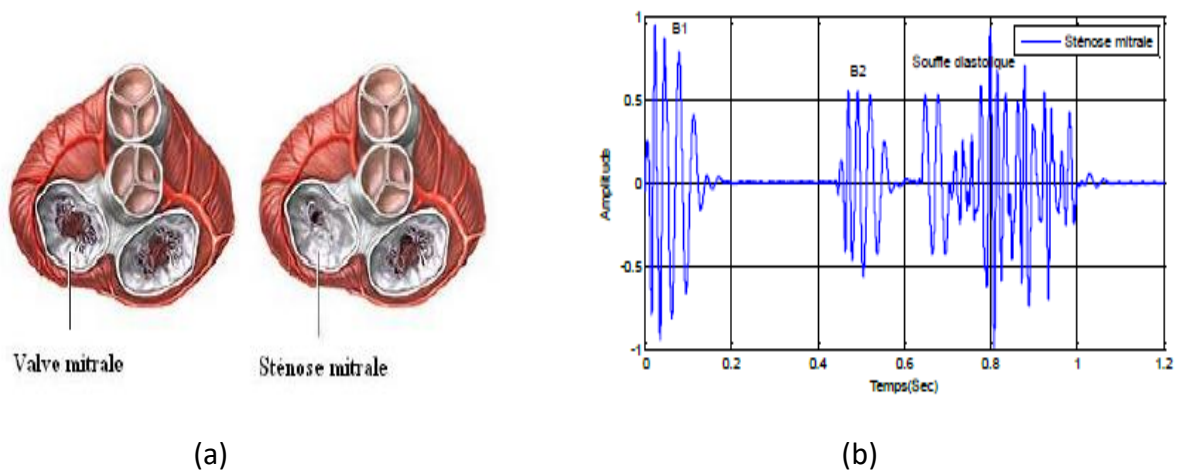 Valve mitrale
Sténose mitrale
(a)
1
0.5
0
-0.5
-1
Amplitude
B1
B2
Souffle diastolique
Sténose mitrale
0
0.2
0.4
0.6
0.8
1
1.2
Temps(Sec)
(b)